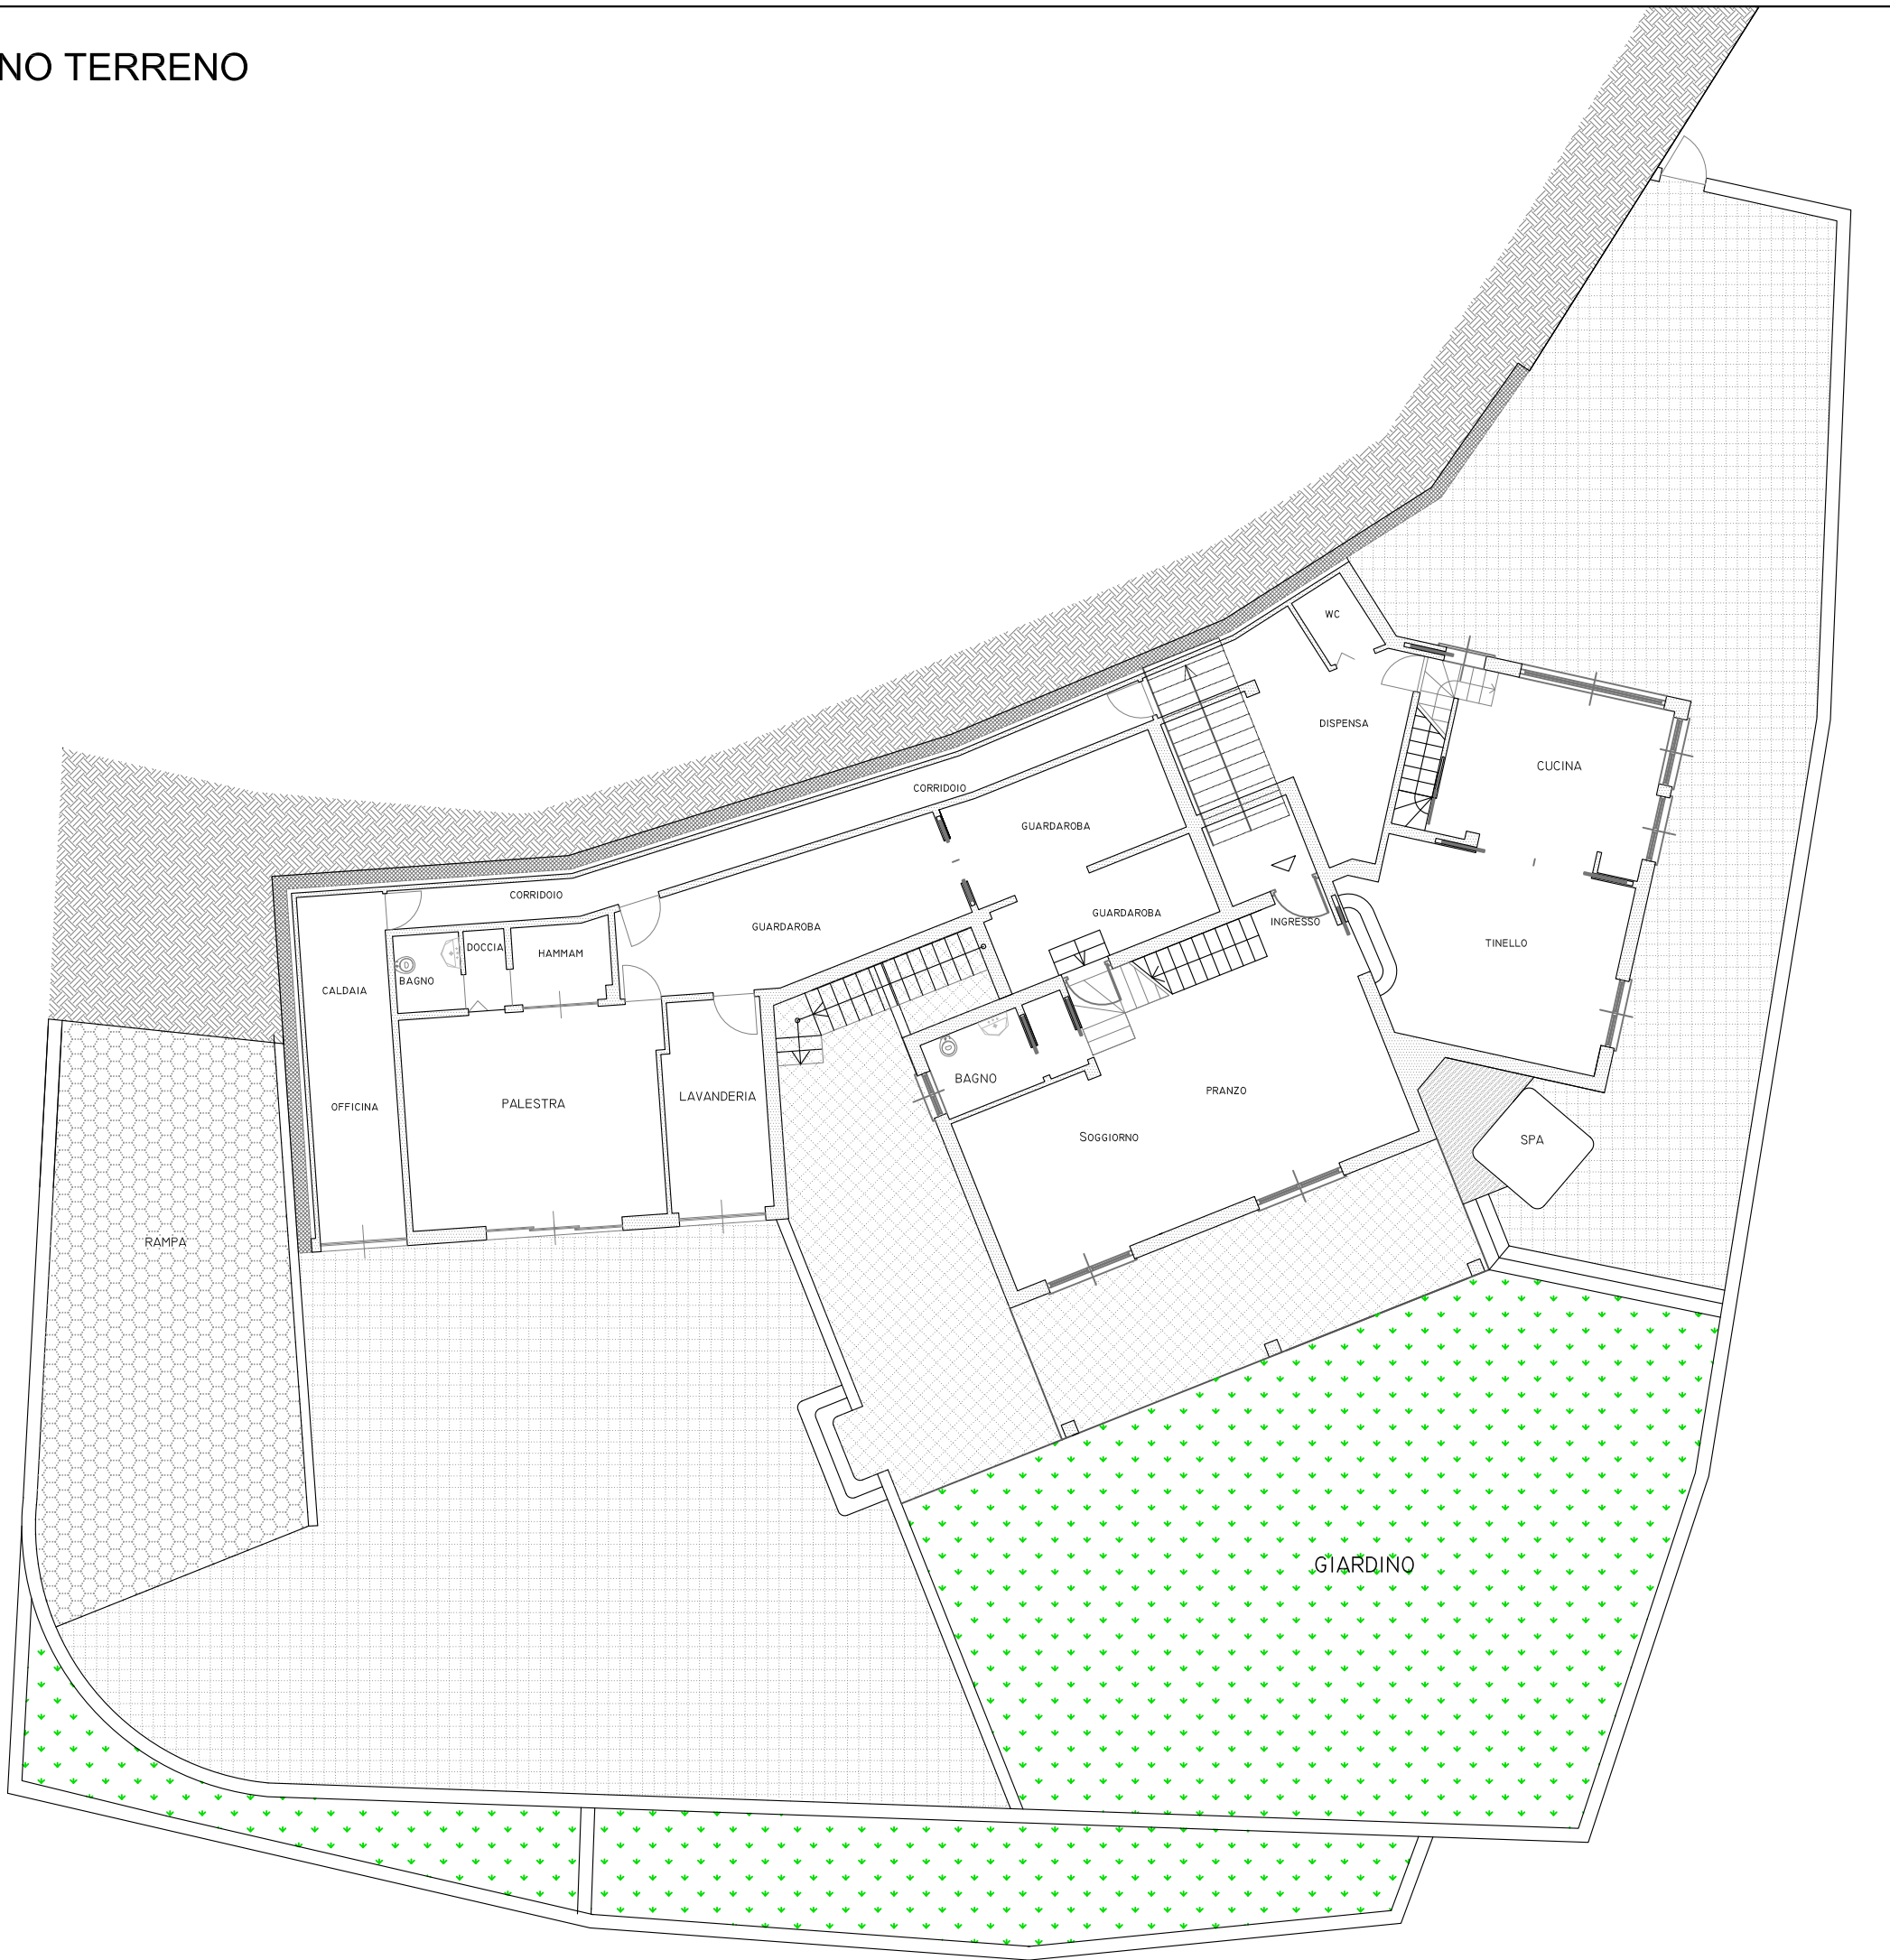 NO TERRENO
WC
DISPENSA
CUCINA
CORRIDOIO
GUARDAROBA
CORRIDOIO
GUARDAROBA
GUARDAROBA
INGRESSO
TINELLO
DOCCIA
HAMMAM
BAGNO
CALDAIA
BAGNO
PRANZO
LAVANDERIA
PALESTRA
OFFICINA
SOGGIORNO
SPA
RAMPA
GIARDINO